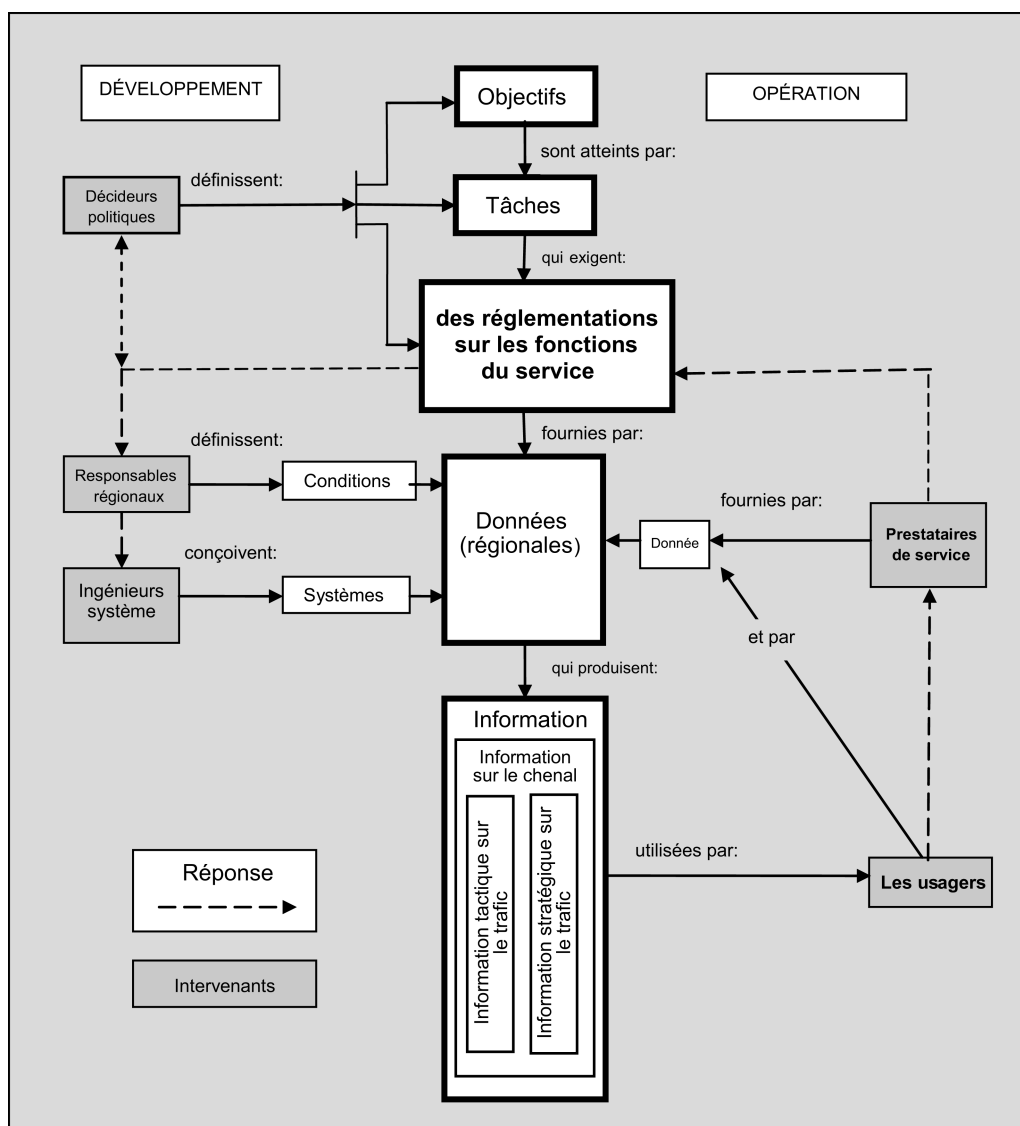 DÉVELOPPEMENT
OPÉRATION
Objectifs
sont atteints par:
définissent:
Décideurs
politiques
Tâches
qui exigent:
des réglementations
sur les fonctions
du service
définissent:
fournies par:
Responsables
régionaux
Conditions
Données
(régionales)
fournies par:
Donnée
Prestataires
de service
conçoivent:
Ingénieurs
système
Systèmes
et par
qui produisent:
Information
Information
sur le chenal
Information tactique sur
le trafic
Information stratégique sur
le trafic
utilisées par:
Les usagers
Réponse
Intervenants